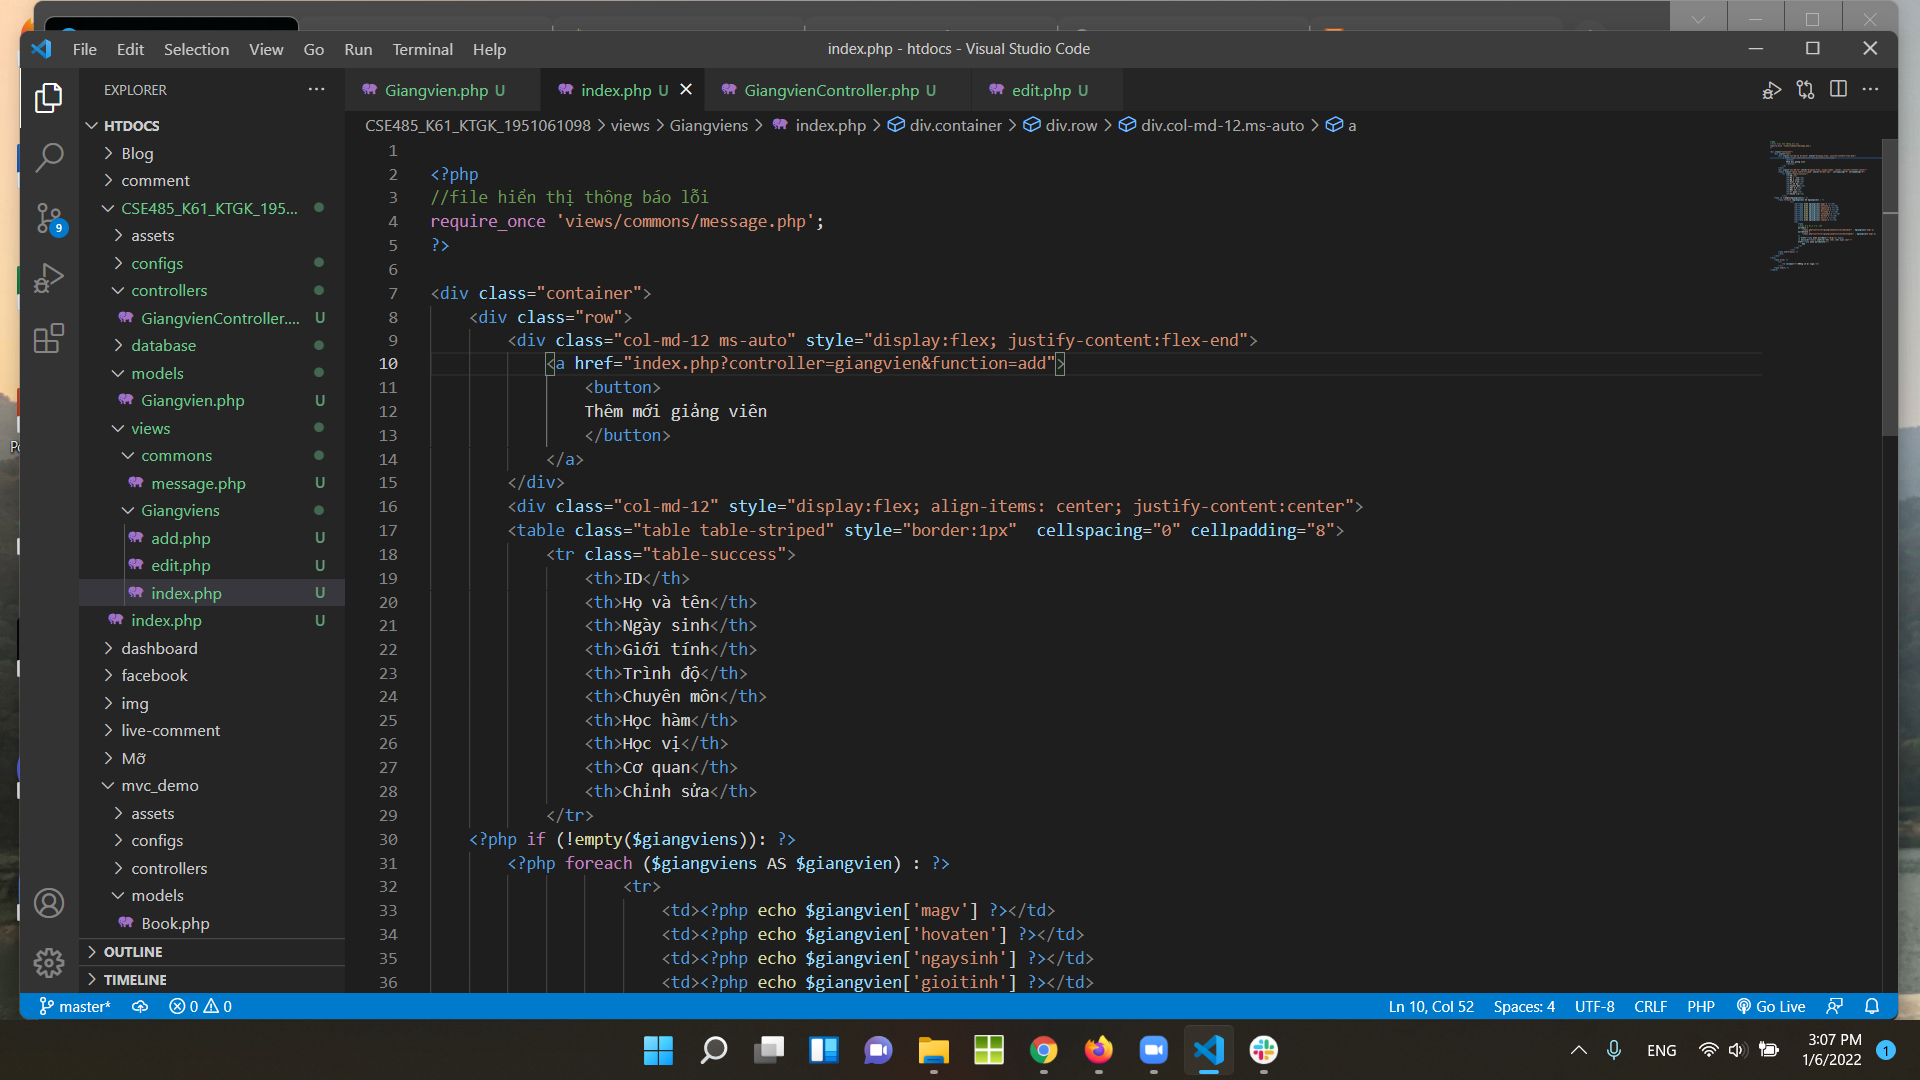 File Edit Selection View Go Run Terminal Help
index.php - htdocs - Visual Studio Code
EXPLORER
HTDOCS
Blog
comment
CSE485_K61_KTGK_195...
assets
configs
controllers
GiangvienController.... U
database
models
Giangvien.php U
views
commons
message.php U
Giangviens
add.php U
edit.php U
index.php U
index.php U
dashboard
facebook
img
live-comment
Mỡ
mvc_demo
assets
configs
controllers
models
Book.php
OUTLINE
TIMELINE
9
Giangvien.php U index.php U GiangvienController.php U edit.php U
CSE485_K61_KTGK_1951061098 > views > Giangviens > index.php > div.container > div.row > div.col-md-12.ms-auto > a
1
2 <?php
3 //file hiển thị thông báo lỗi
4 require_once 'views/commons/message.php';
5 ?>
6
7 <div class="container">
8 <div class="row">
9 <div class="col-md-12 ms-auto" style="display:flex; justify-content:flex-end">
10 <a href="index.php?controller=giangvien&function=add">
11 <button>
12 Thêm mới giảng viên
13 </button>
14 </a>
15 </div>
16 <div class="col-md-12" style="display:flex; align-items: center; justify-content:center">
17 <table class="table table-striped" style="border:1px"  cellspacing="0" cellpadding="8">
18 <tr class="table-success">
19 <th>ID</th>
20 <th>Họ và tên</th>
21 <th>Ngày sinh</th>
22 <th>Giới tính</th>
23 <th>Trình độ</th>
24 <th>Chuyên môn</th>
25 <th>Học hàm</th>
26 <th>Học vị</th>
27 <th>Cơ quan</th>
28 <th>Chỉnh sửa</th>
29 </tr>
30 <?php if (!empty($giangviens)): ?>
31 <?php foreach ($giangviens AS $giangvien) : ?>
32 <tr>
33 <td><?php echo $giangvien['magv'] ?></td>
34 <td><?php echo $giangvien['hovaten'] ?></td>
35 <td><?php echo $giangvien['ngaysinh'] ?></td>
36 <td><?php echo $giangvien['gioitinh'] ?></td>
master* 0 0
Ln 10, Col 52 Spaces: 4 UTF-8 CRLF PHP Go Live
ENG
3:07 PM
1/6/2022
1